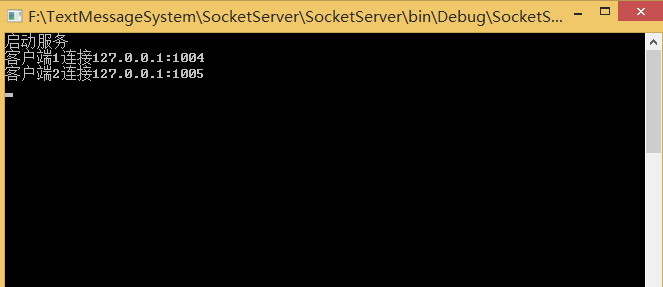 F:\TextMessageSystem\SocketServer\SocketServer\bin\Debug\SocketS...
启动服务
客户端1连接127.0.0.1:1004
客户端2连接127.0.0.1:1005